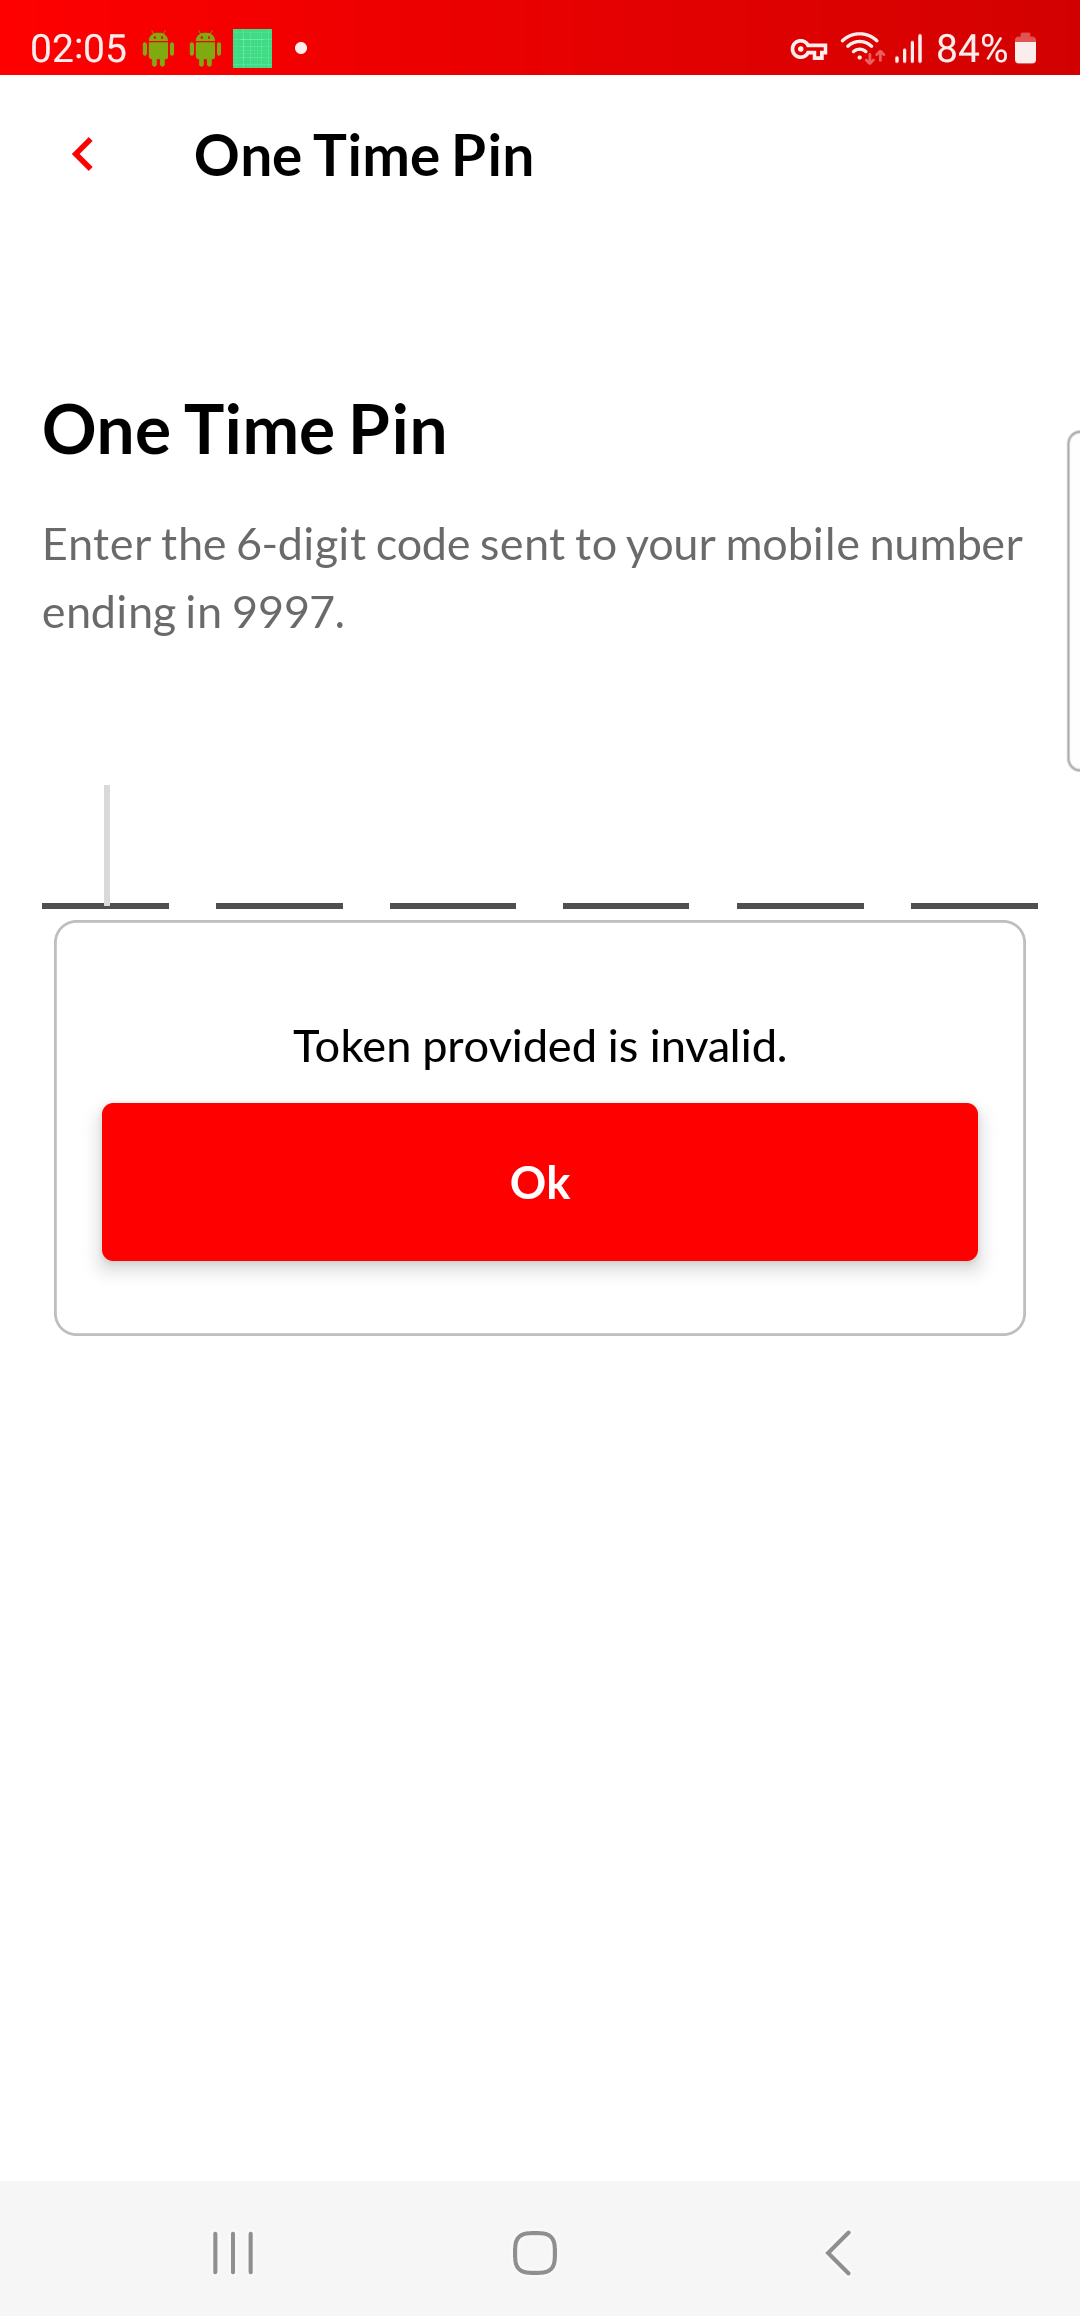 02:05
84%
One Time Pin
One Time Pin
Enter the 6-digit code sent to your mobile number
ending in 9997.
Token provided is invalid.
Ok